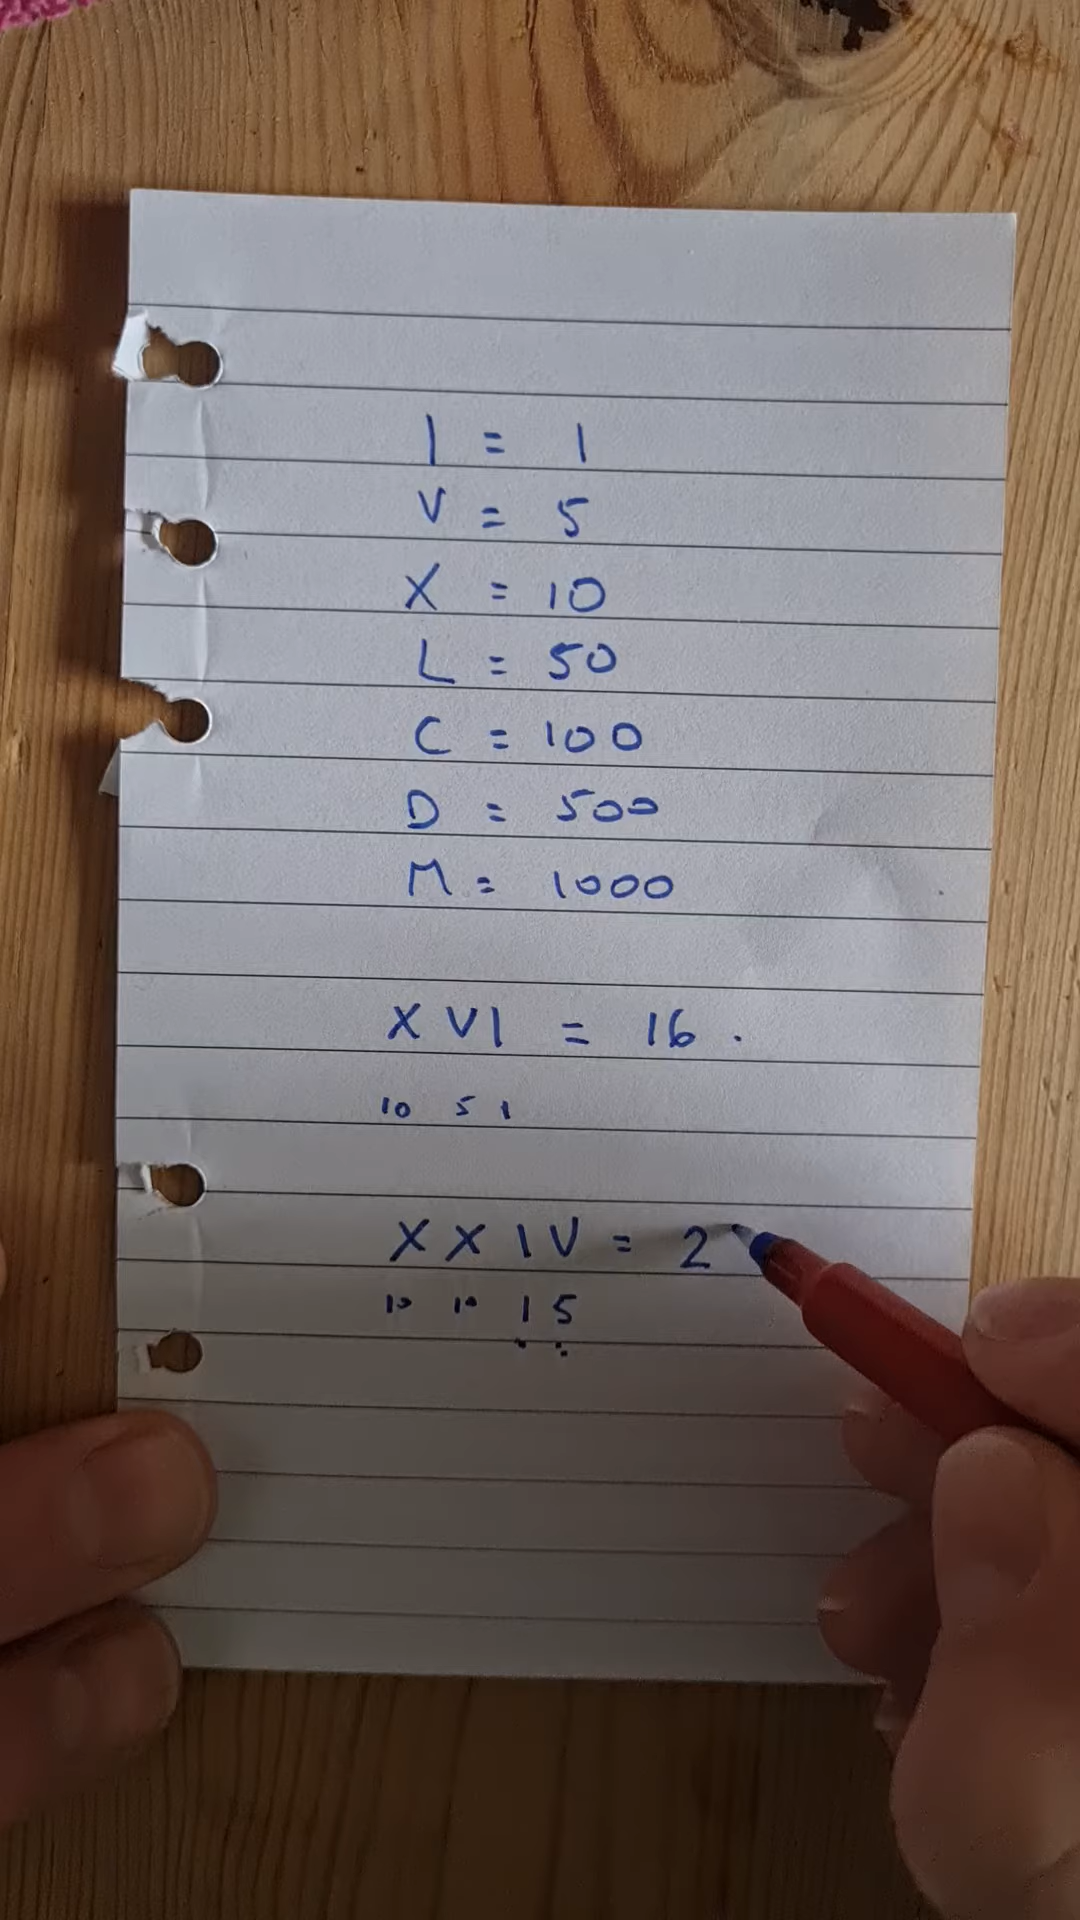 I = 1
V = 5
X = 10
L = 50
C = 100
D = 500
M = 1000
XVI = 16.
10 5 1
XXIV = 2
10 10 1 5